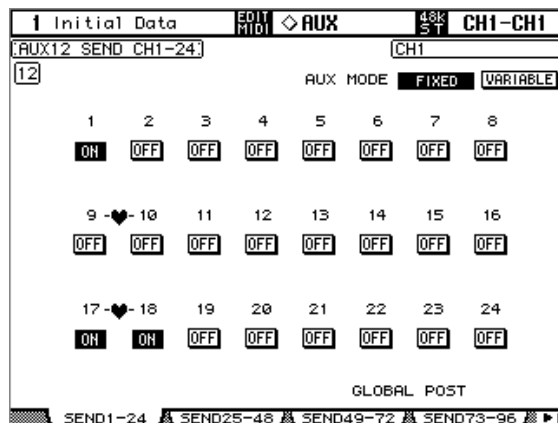 1 Initial Data EDIT MIDI ◇AUX 48k ST CH1-CH1
AUX12 SEND CH1-24 CH1
12 AUX MODE FIXED VARIABLE
1 2 3 4 5 6 7 8
ON OFF OFF OFF OFF OFF OFF OFF
9 -♥- 10 11 12 13 14 15 16
OFF OFF OFF OFF OFF OFF OFF OFF
17 -♥- 18 19 20 21 22 23 24
ON ON OFF OFF OFF OFF OFF OFF
GLOBAL POST
SEND1-24 SEND25-48 SEND49-72 SEND73-96